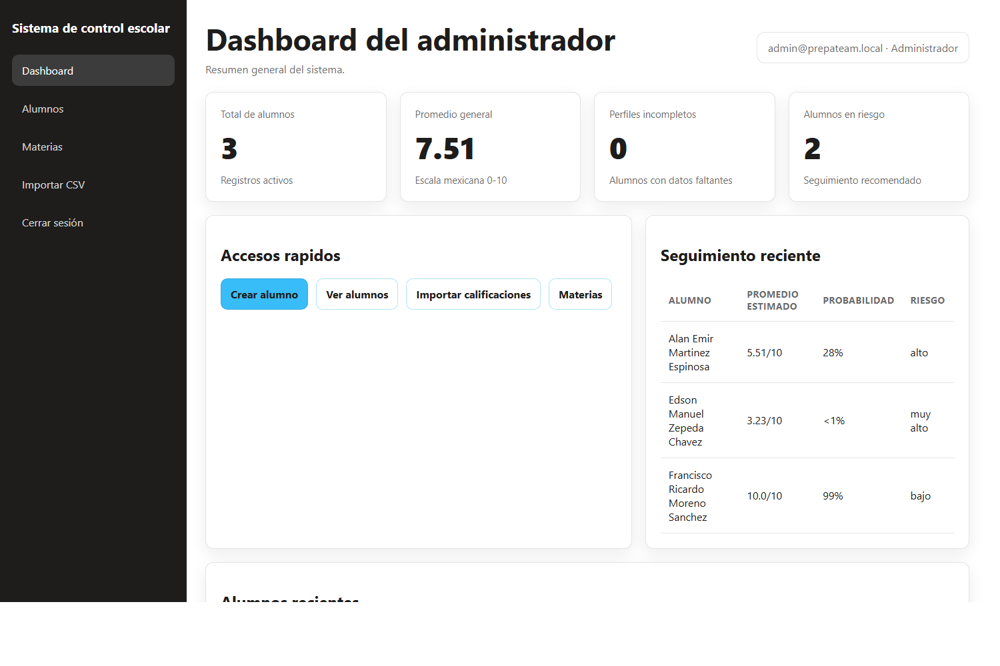 Sistema de control escolar
Dashboard
Alumnos
Materias
Importar CSV
Cerrar sesión
Dashboard del administrador
Resumen general del sistema.
admin@prepateam.local · Administrador
Total de alumnos
3
Registros activos
Promedio general
7.51
Escala mexicana 0-10
Perfiles incompletos
0
Alumnos con datos faltantes
Alumnos en riesgo
2
Seguimiento recomendado
Accesos rapidos
Crear alumno
Ver alumnos
Importar calificaciones
Materias
Seguimiento reciente
ALUMNO
PROMEDIO
ESTIMADO
PROBABILIDAD
RIESGO
Alan Emir
Martinez
Espinosa
5.51/10
28%
alto
Edson
Manuel
Zepeda
Chavez
3.23/10
<1%
muy
alto
Francisco
Ricardo
Moreno
Sanchez
10.0/10
99%
bajo
Alumnos recientes